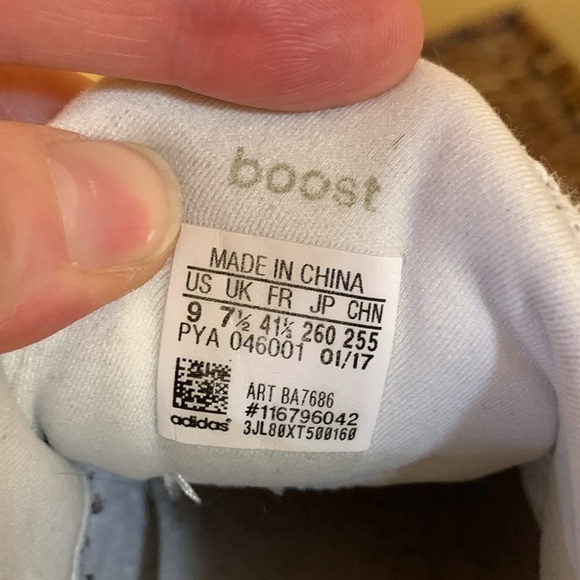 boost
MADE IN CHINA
US UK FR JP CHN
9 7½ 41⅓ 260 255
PYA 046001 01/17
ART BA7686
#116796042
adidas
3JL80XT500160